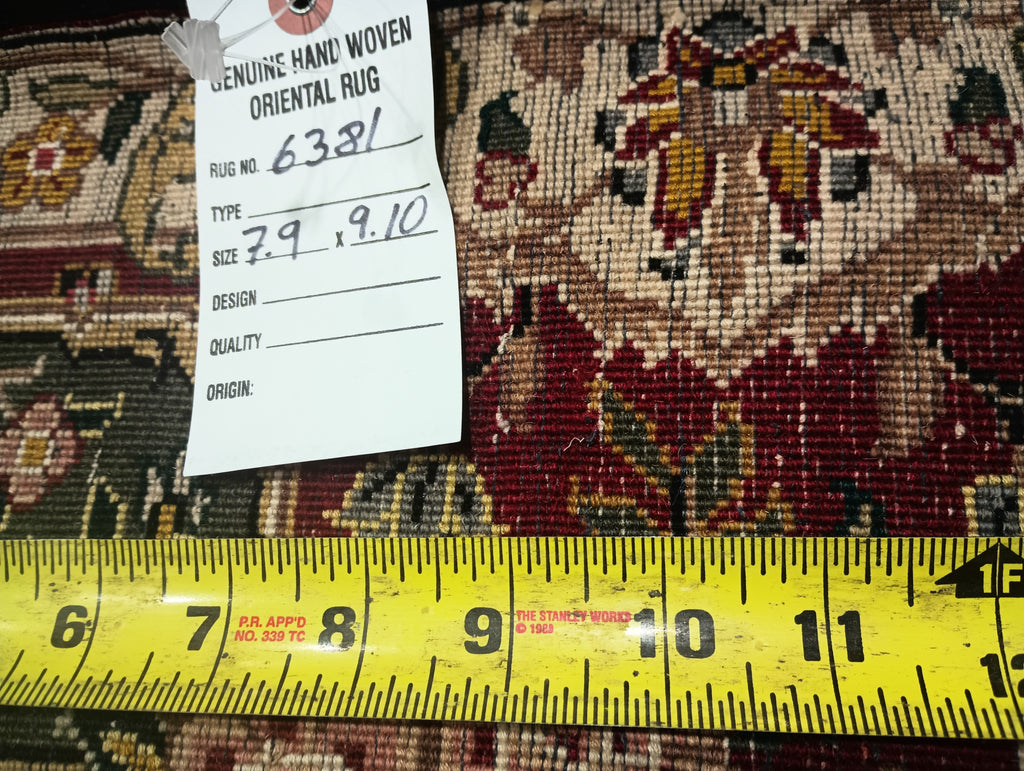 GENUINE HAND WOVEN
ORIENTAL RUG
RUG NO. 6381
TYPE
SIZE 7.9 x 9.10
DESIGN
QUALITY
ORIGIN:
1F
6 7 8 9 10 11 12
P.R. APP'D
NO. 339 TC
THE STANLEY WORKS
© 1989